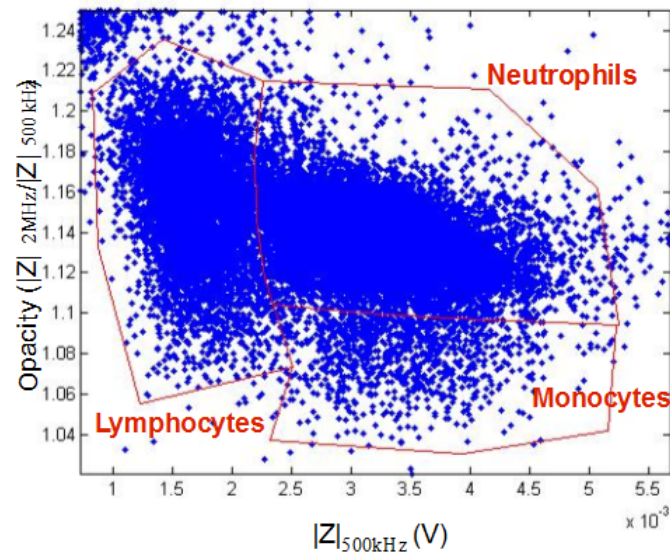 Opacity (|Z| 2MHz/|Z| 500 kHz
1.24
1.22
1.2
1.18
1.16
1.14
1.12
1.1
1.08
1.06
1.04
Neutrophils
Monocytes
Lymphocytes
1 1.5 2 2.5 3 3.5 4 4.5 5 5.5
x 10⁻³
|Z|500kHz (V)